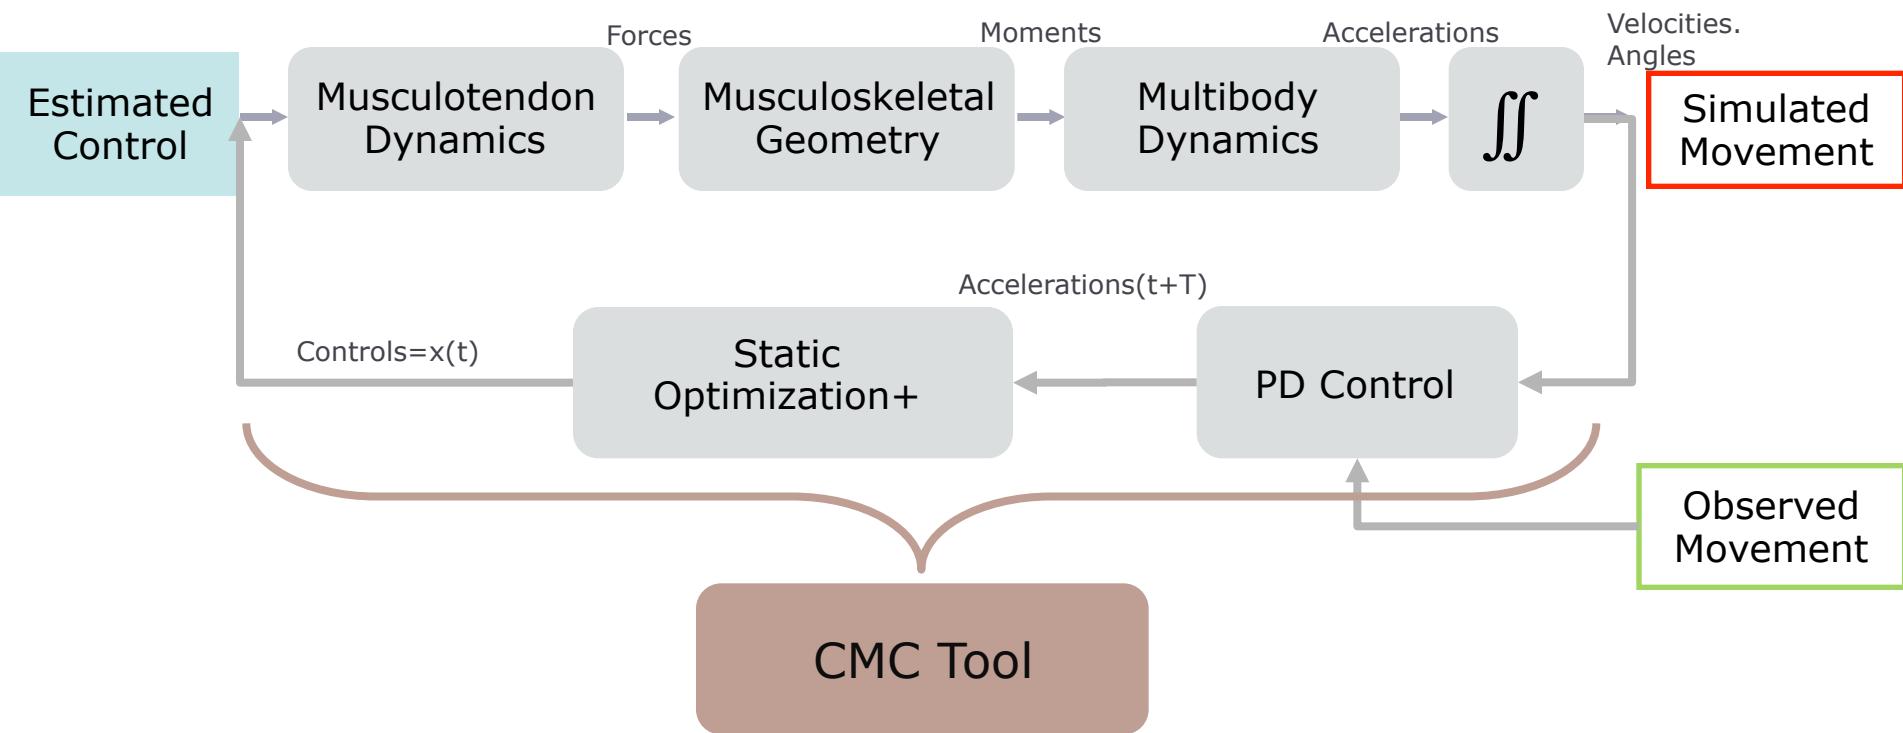 Forces
Moments
Accelerations
Velocities.
Angles
Estimated
Control
Musculotendon
Dynamics
Musculoskeletal
Geometry
Multibody
Dynamics
∬
Simulated
Movement
Accelerations(t+T)
Controls=x(t)
Static
Optimization+
PD Control
Observed
Movement
CMC Tool